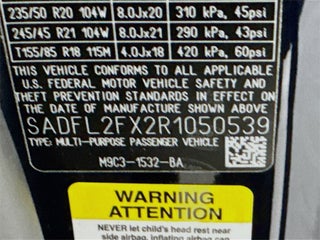 235/50 R20 104W 8.0Jx20 310 kPa, 45psi
245/45 R21 104W 8.0Jx21 290 kPa, 43psi
T155/85 R18 115M 4.0Jx18 420 kPa, 60psi
THIS VEHICLE CONFORMS TO ALL APPLICABLE
U.S. FEDERAL MOTOR VEHICLE SAFETY AND
THEFT PREVENTION STANDARDS IN EFFECT ON
THE DATE OF MANUFACTURE SHOWN ABOVE
SADFL2FX2R1050539
TYPE: MULTI-PURPOSE PASSENGER VEHICLE
M9C3-1532-BA
WARNING
ATTENTION
NEVER let child's head rest near
side airbag, inflating airbag can